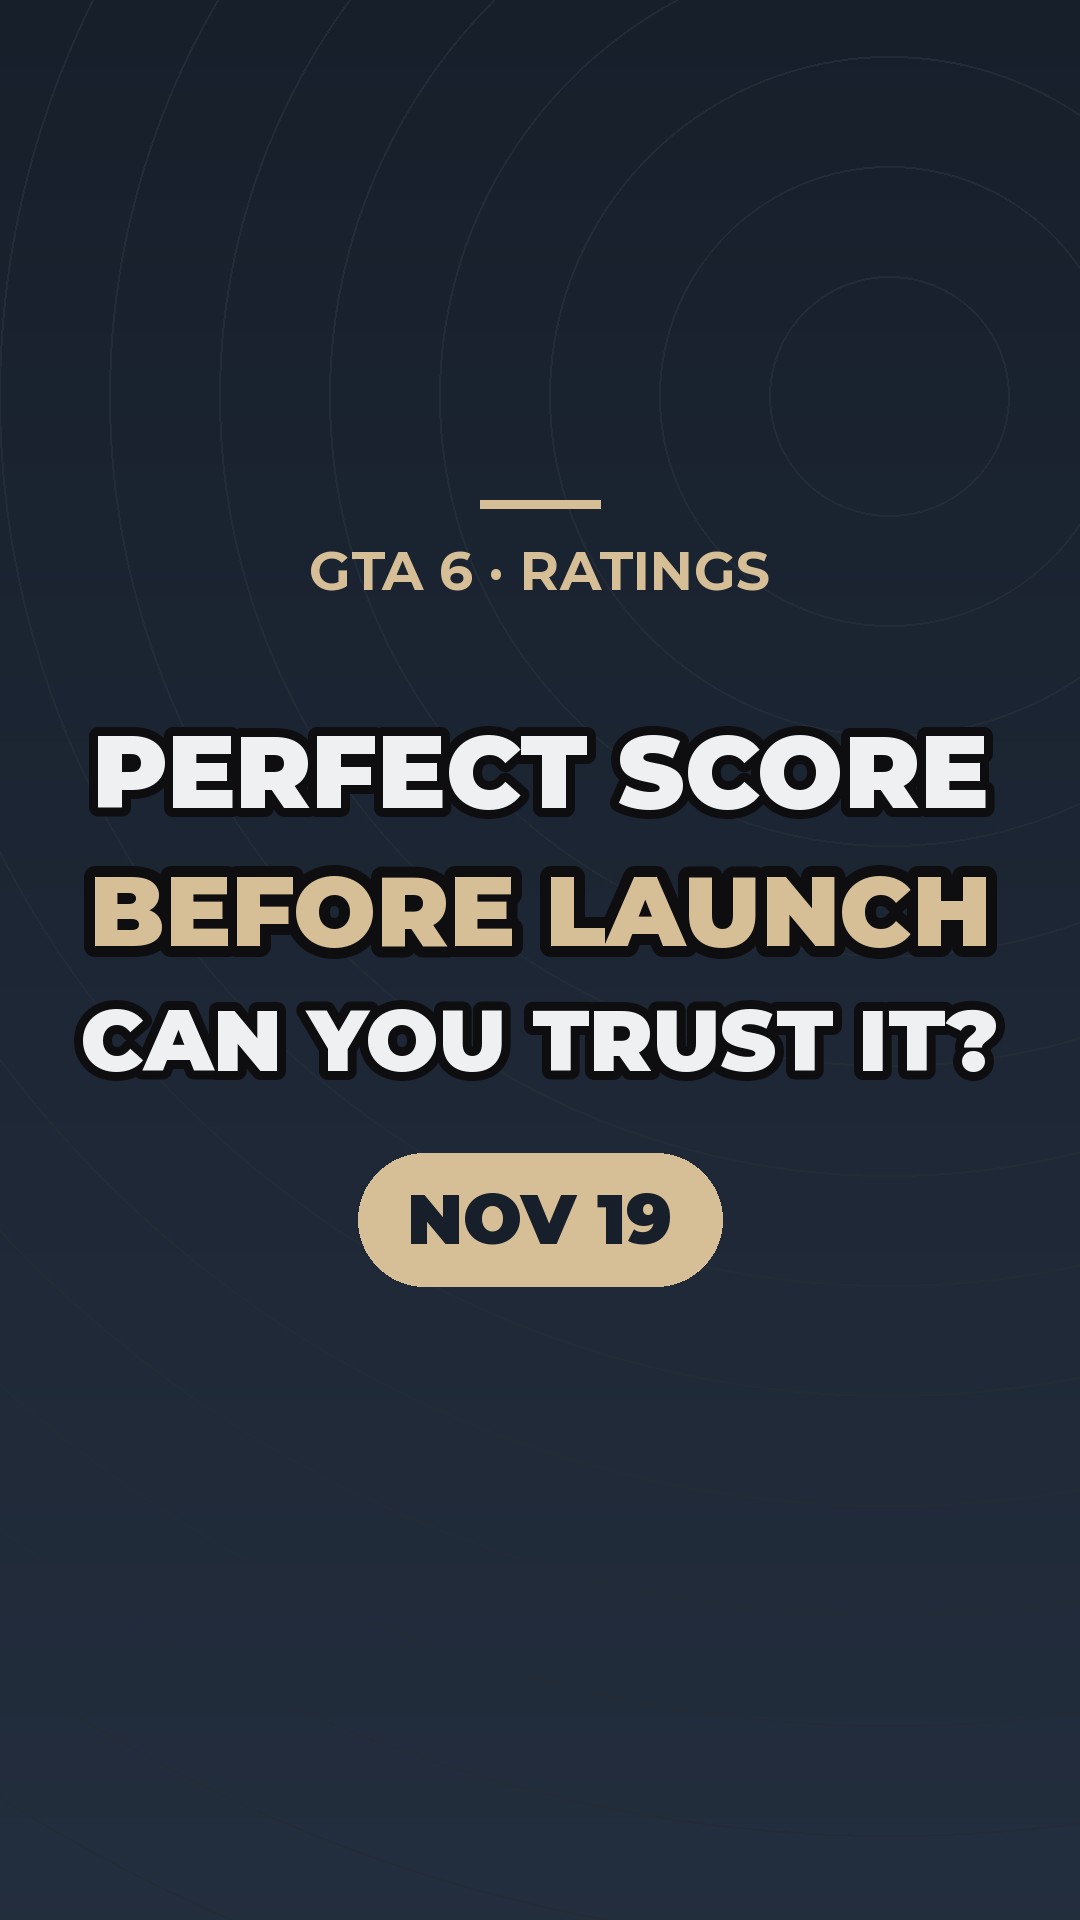 GTA 6 · RATINGS
PERFECT SCORE
BEFORE LAUNCH
CAN YOU TRUST IT?
NOV 19